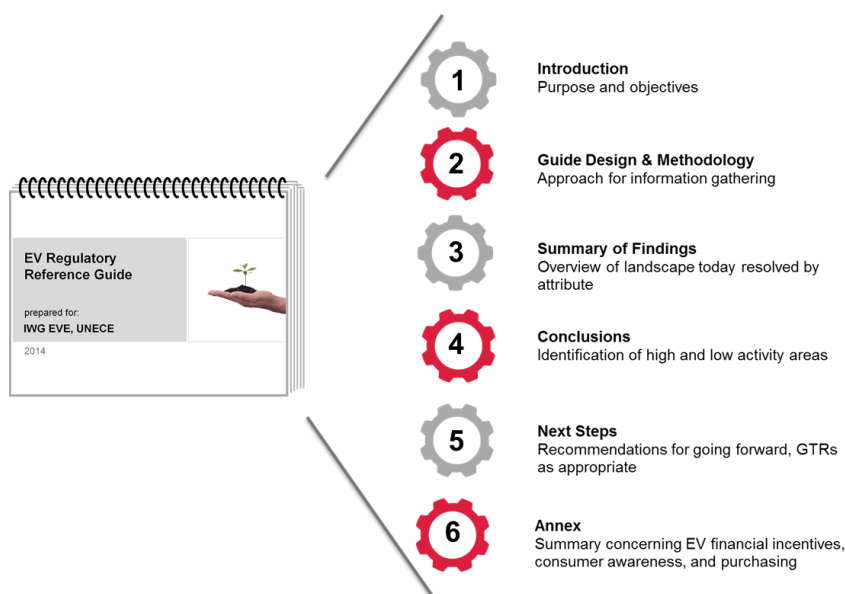 EV Regulatory
Reference Guide
prepared for:
IWG EVE, UNECE
2014
1
Introduction
Purpose and objectives
2
Guide Design & Methodology
Approach for information gathering
3
Summary of Findings
Overview of landscape today resolved by
attribute
4
Conclusions
Identification of high and low activity areas
5
Next Steps
Recommendations for going forward, GTRs
as appropriate
6
Annex
Summary concerning EV financial incentives,
consumer awareness, and purchasing